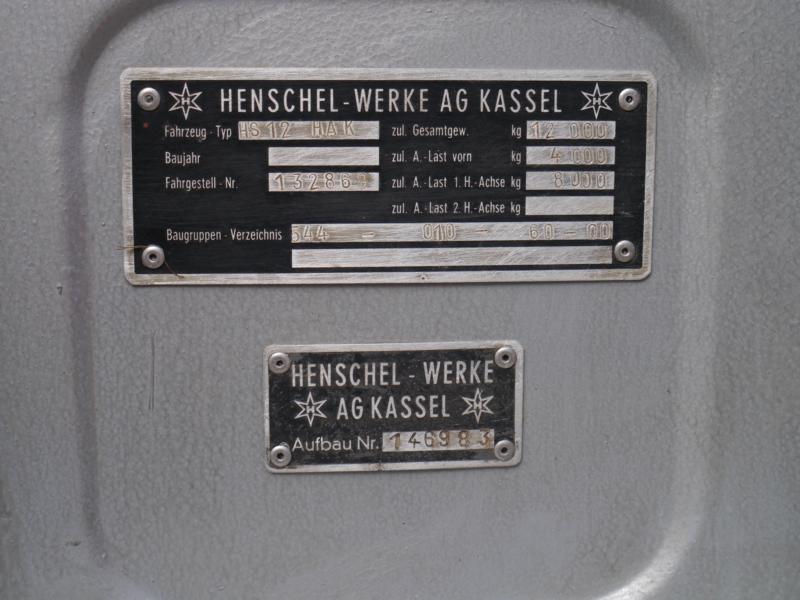 HENSCHEL-WERKE AG KASSEL
Fahrzeug-Typ HS 12 HAK zul. Gesamtgew. kg 12 000
Baujahr zul. A.-Last vorn kg 4 000
Fahrgestell-Nr. zul. A.-Last 1. H.-Achse kg 8 000
zul. A.-Last 2. H.-Achse kg
Baugruppen-Verzeichnis 544 - 010 - 60-00
HENSCHEL-WERKE
AG KASSEL
Aufbau Nr. 146983